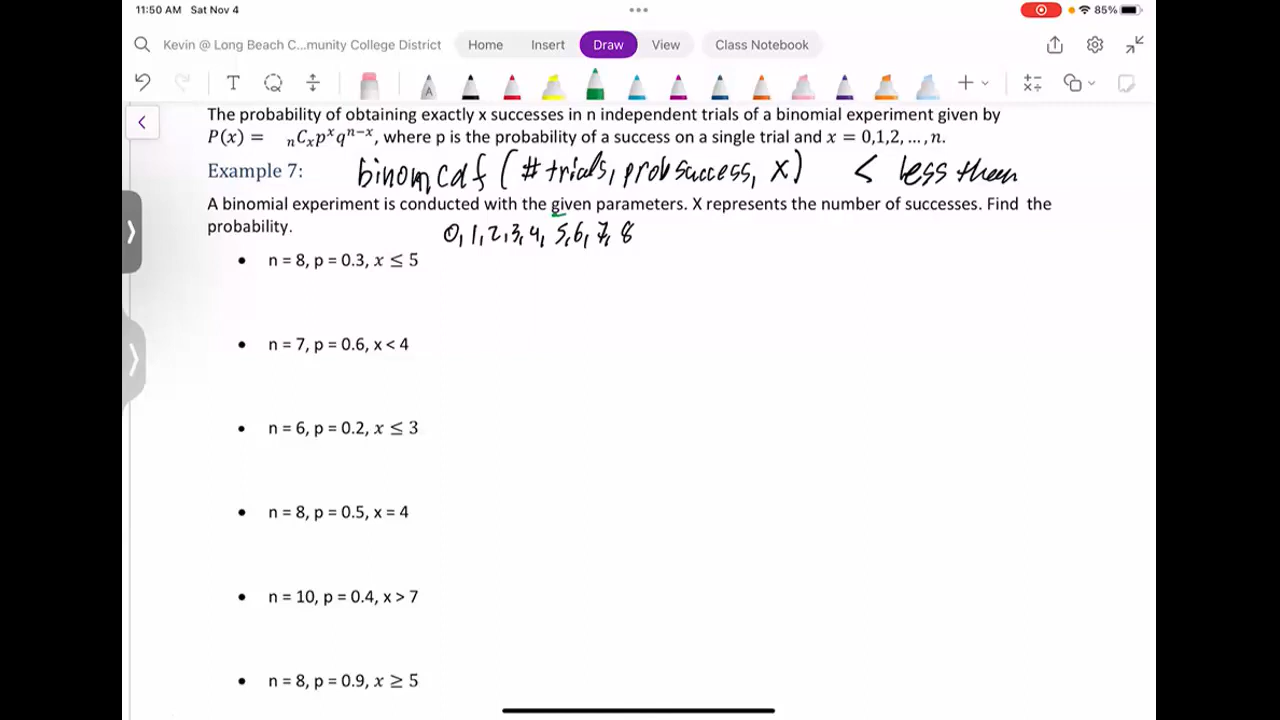 11:50 AM Sat Nov 4
85%
Kevin @ Long Beach C...munity College District Home Insert Draw View Class Notebook
The probability of obtaining exactly x successes in n independent trials of a binomial experiment given by
P(x) = ₙCₓpˣqⁿ⁻ˣ, where p is the probability of a success on a single trial and x = 0,1,2, ..., n.
Example 7: binomcdf (# trials, prob success, x) < less than
A binomial experiment is conducted with the given parameters. X represents the number of successes. Find the
probability. 0, 1, 2, 3, 4, 5, 6, 7, 8
• n = 8, p = 0.3, x ≤ 5
• n = 7, p = 0.6, x < 4
• n = 6, p = 0.2, x ≤ 3
• n = 8, p = 0.5, x = 4
• n = 10, p = 0.4, x > 7
• n = 8, p = 0.9, x ≥ 5